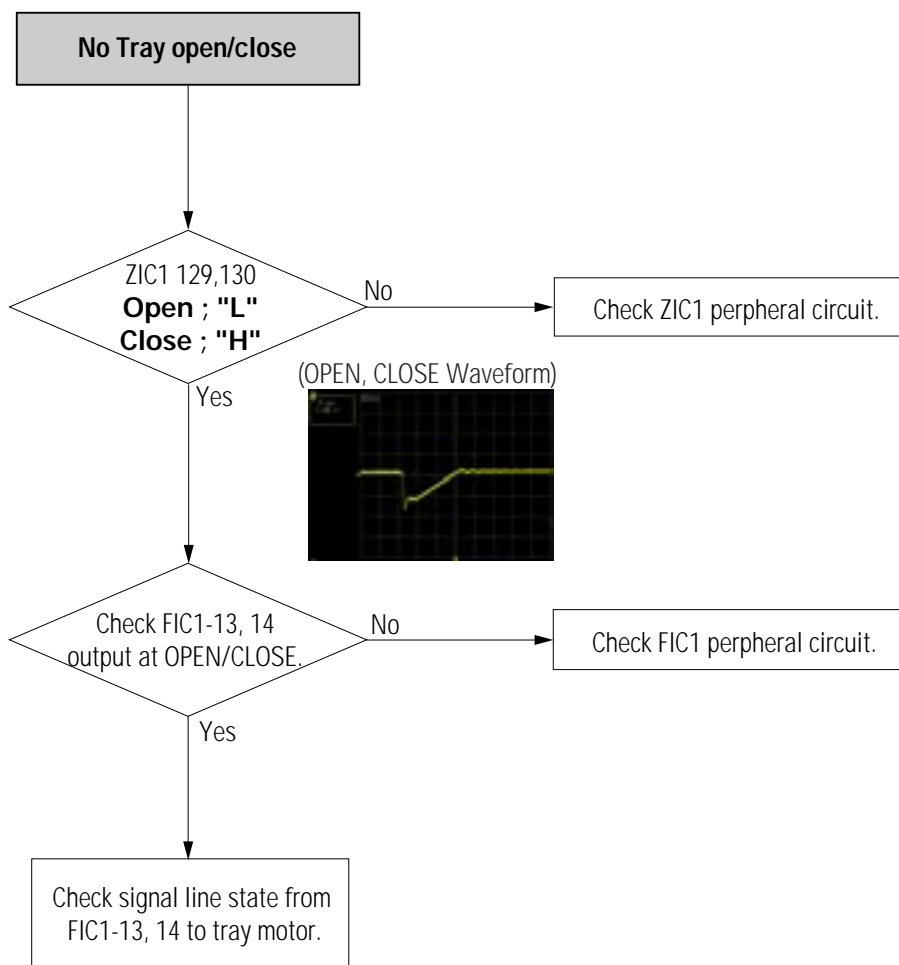 No Tray open/close
ZIC1 129,130
Open ; "L"
Close ; "H"
No
Check ZIC1 perpheral circuit.
Yes
(OPEN, CLOSE Waveform)
Check FIC1-13, 14
output at OPEN/CLOSE.
No
Check FIC1 perpheral circuit.
Yes
Check signal line state from
FIC1-13, 14 to tray motor.